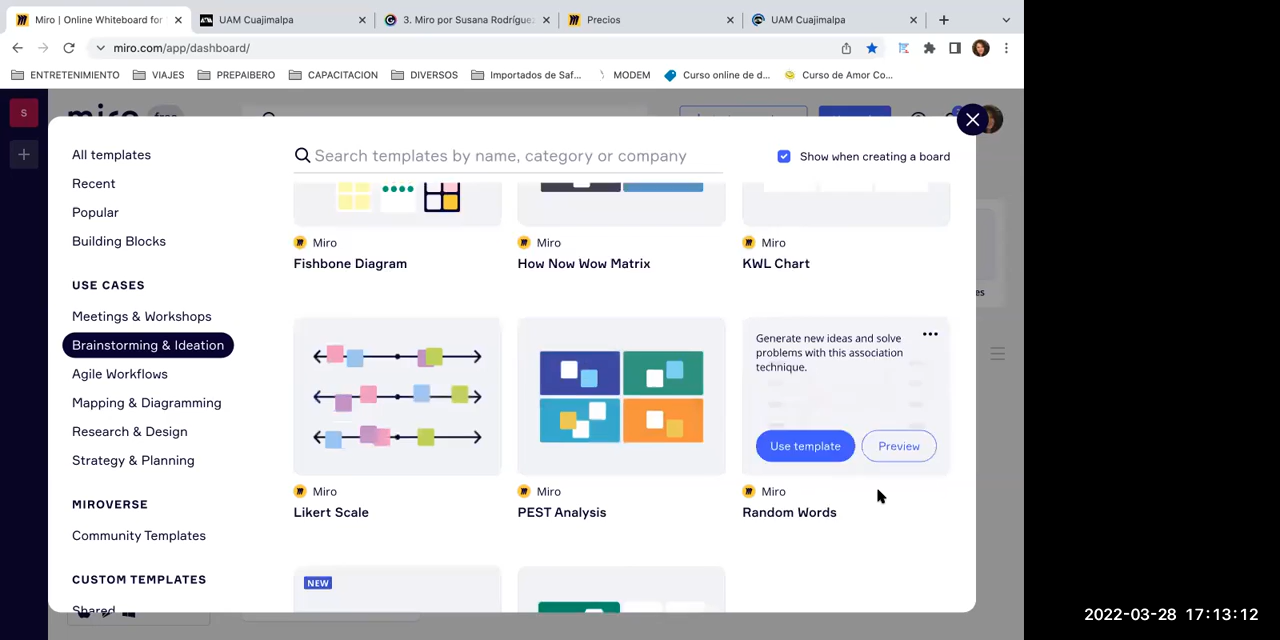 Miro | Online Whiteboard for
UAM Cuajimalpa
3. Miro por Susana Rodríguez
Precios
UAM Cuajimalpa
miro.com/app/dashboard/
ENTRETENIMIENTO
VIAJES
PREPAIBERO
CAPACITACION
DIVERSOS
Importados de Saf...
MODEM
Curso online de d...
Curso de Amor Co...
S
miro free
All templates
Recent
Popular
Building Blocks
USE CASES
Meetings & Workshops
Brainstorming & Ideation
Agile Workflows
Mapping & Diagramming
Research & Design
Strategy & Planning
MIROVERSE
Community Templates
CUSTOM TEMPLATES
Shared
Search templates by name, category or company
Show when creating a board
Miro
Fishbone Diagram
Miro
How Now Wow Matrix
Miro
KWL Chart
Miro
Likert Scale
Miro
PEST Analysis
Generate new ideas and solve
problems with this association
technique.
Use template
Preview
Miro
Random Words
NEW
es
2022-03-28 17:13:12